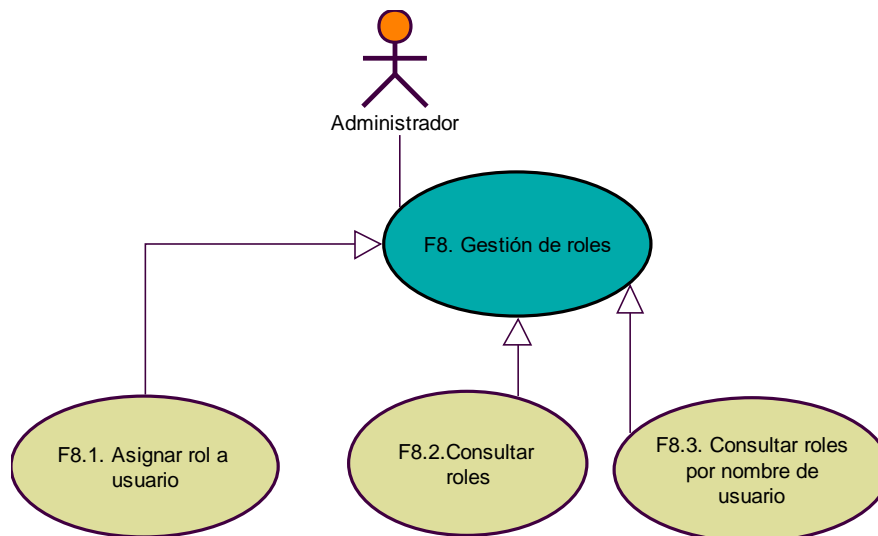 Administrador
F8. Gestión de roles
F8.1. Asignar rol a
usuario
F8.2.Consultar
roles
F8.3. Consultar roles
por nombre de
usuario